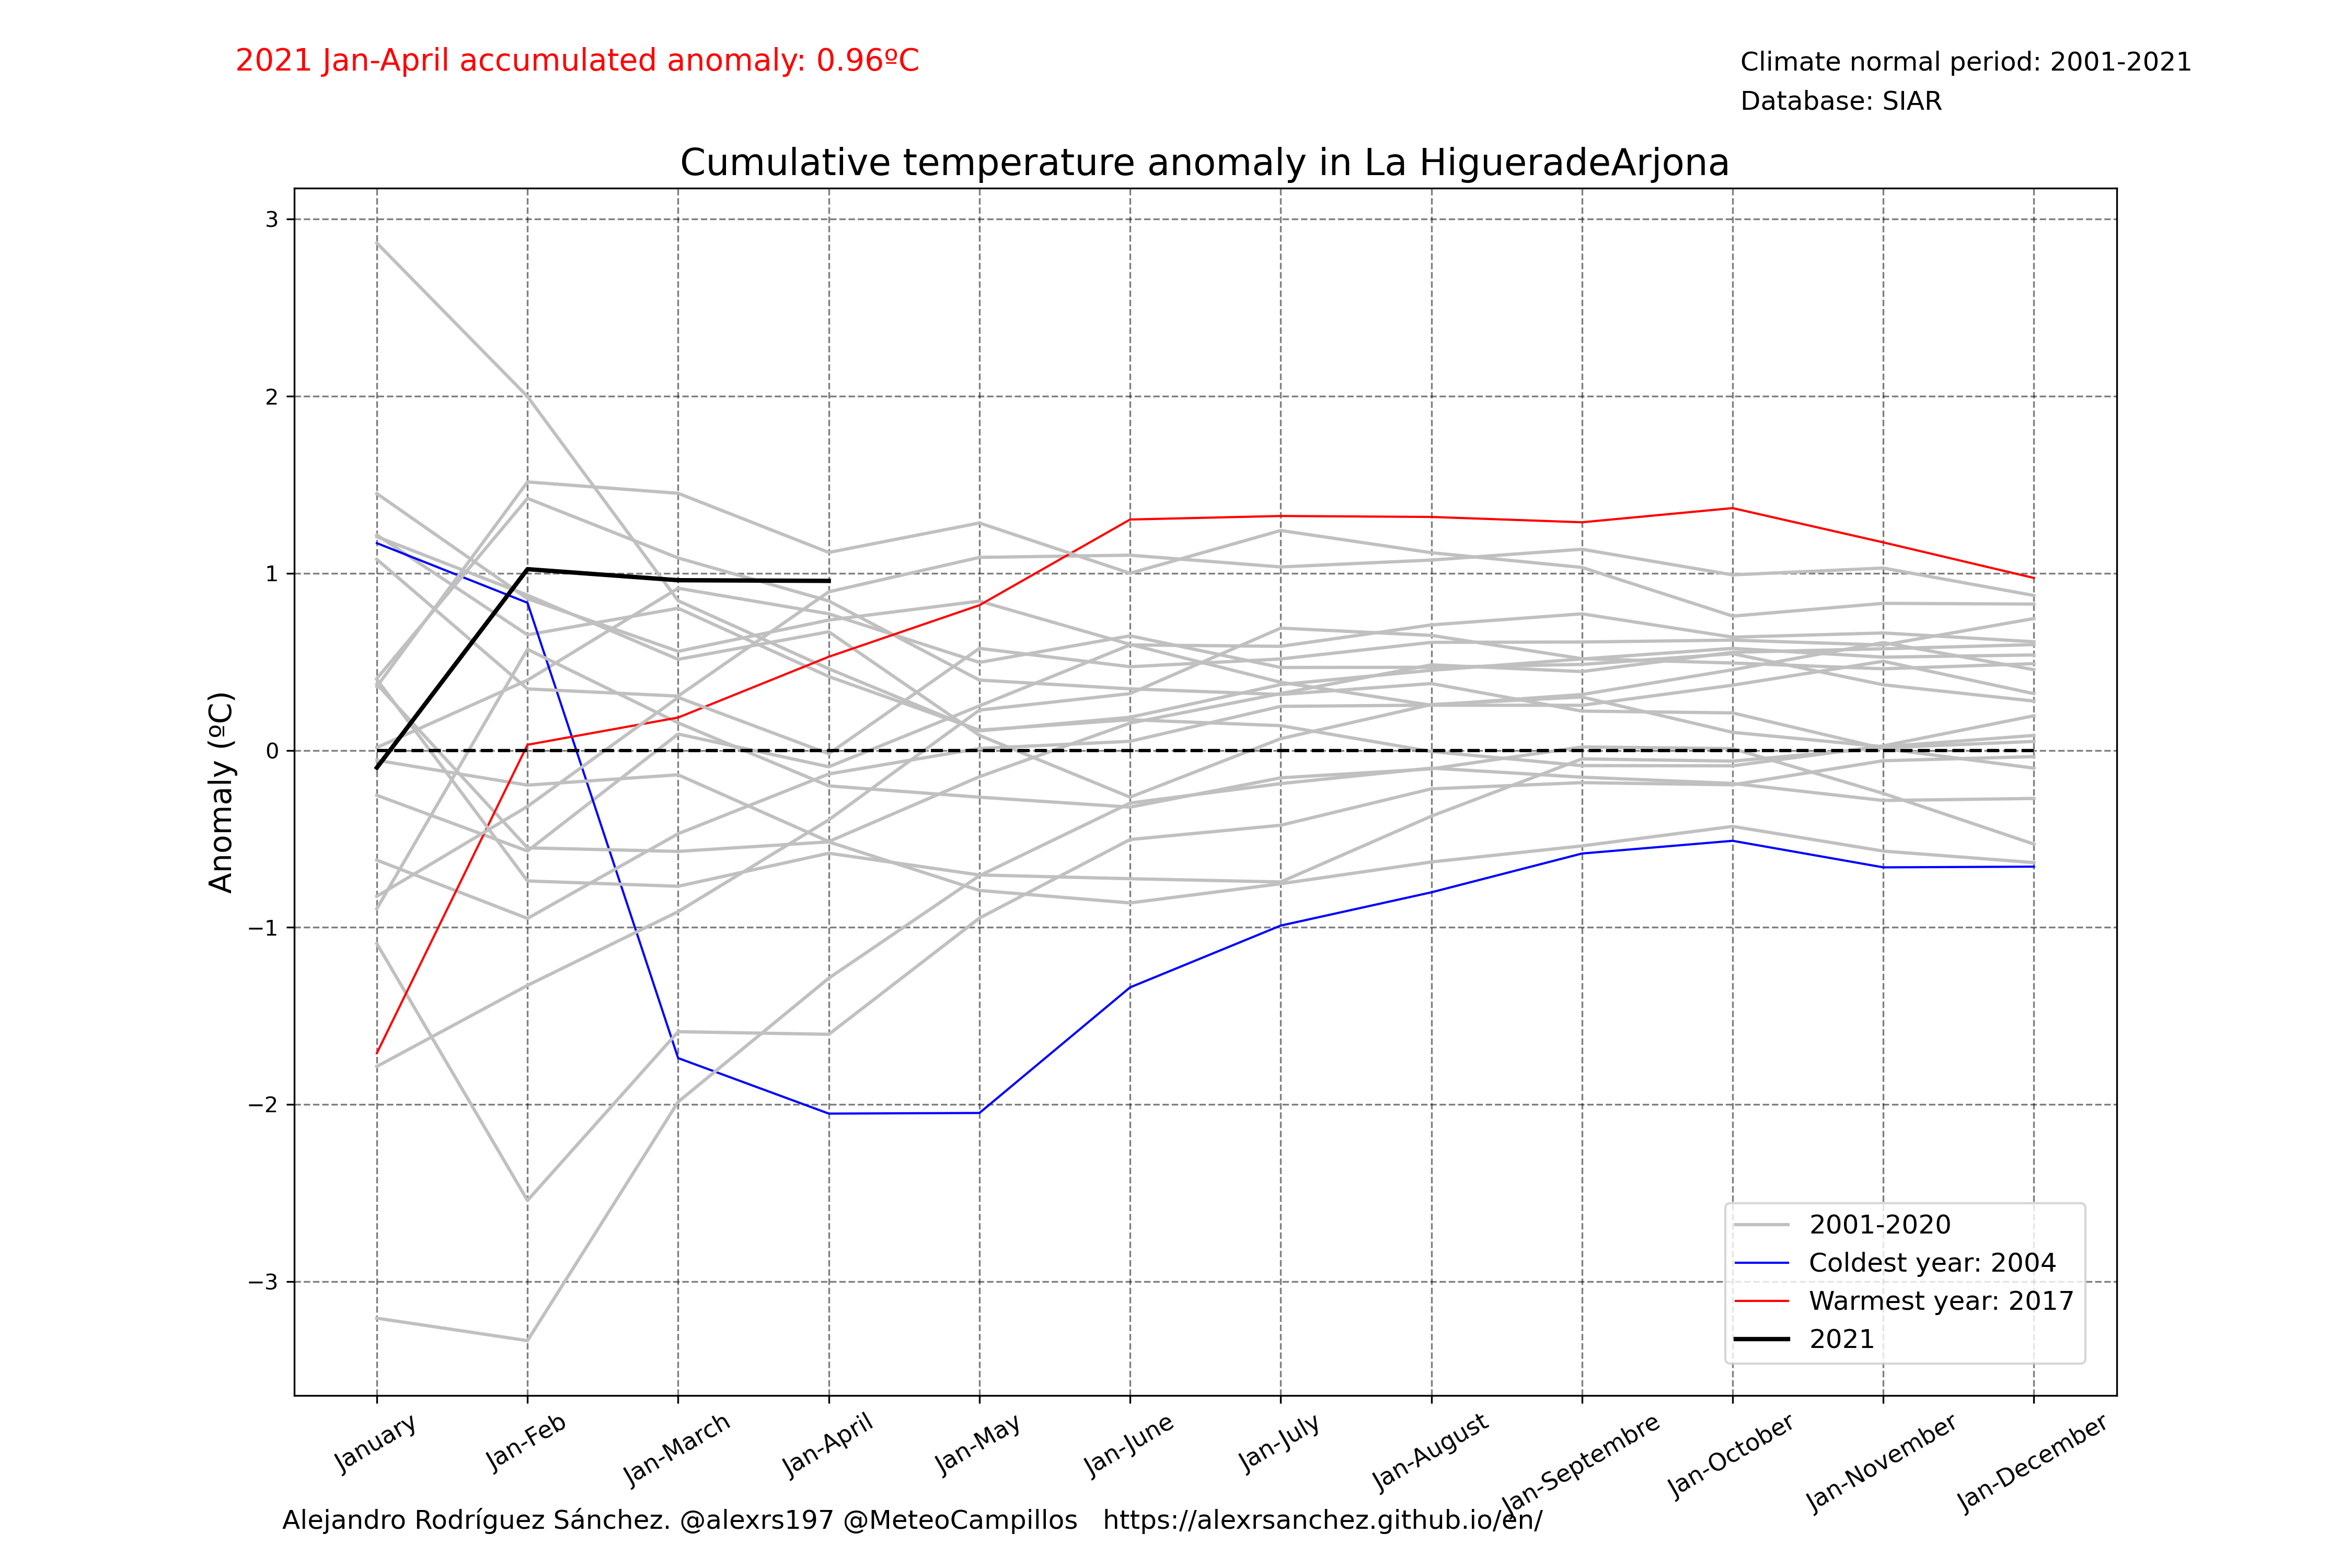 2021 Jan-April accumulated anomaly: 0.96ºC
Climate normal period: 2001-2021
Database: SIAR
Cumulative temperature anomaly in La HigueradeArjona
Anomaly (ºC)
3
2
1
0
−1
−2
−3
2001-2020
Coldest year: 2004
Warmest year: 2017
2021
January
Jan-Feb
Jan-March
Jan-April
Jan-May
Jan-June
Jan-July
Jan-August
Jan-Septembre
Jan-October
Jan-November
Jan-December
Alejandro Rodríguez Sánchez. @alexrs197 @MeteoCampillos   https://alexrsanchez.github.io/en/